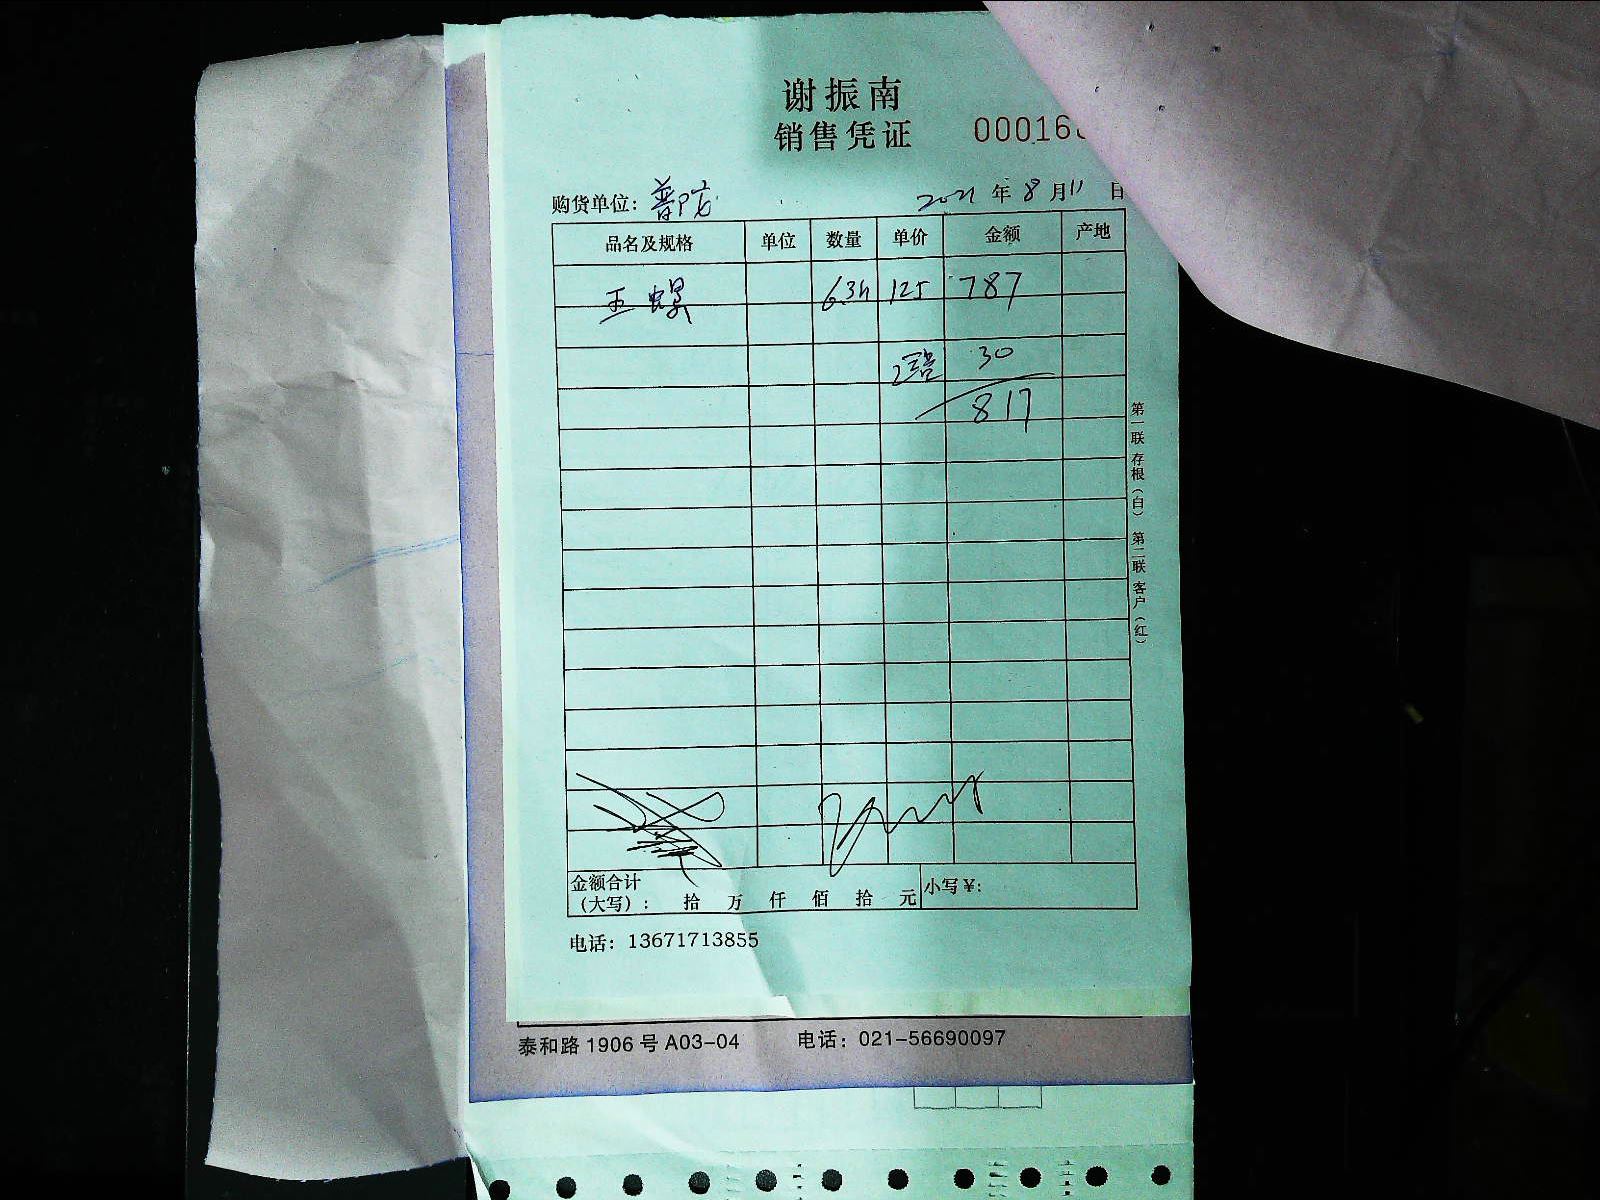 谢振南
销售凭证 000168
购货单位: 普陀 2021 年 8 月 11 日
品名及规格 单位 数量 单价 金额 产地
玉螺 6.3斤 125 787
30
817
第一联 存根（白） 第二联 客户（红）
金额合计
（大写）: 拾 万 仟 佰 拾 元 小写¥:
电话: 13671713855
泰和路 1906 号 A03-04 电话: 021-56690097